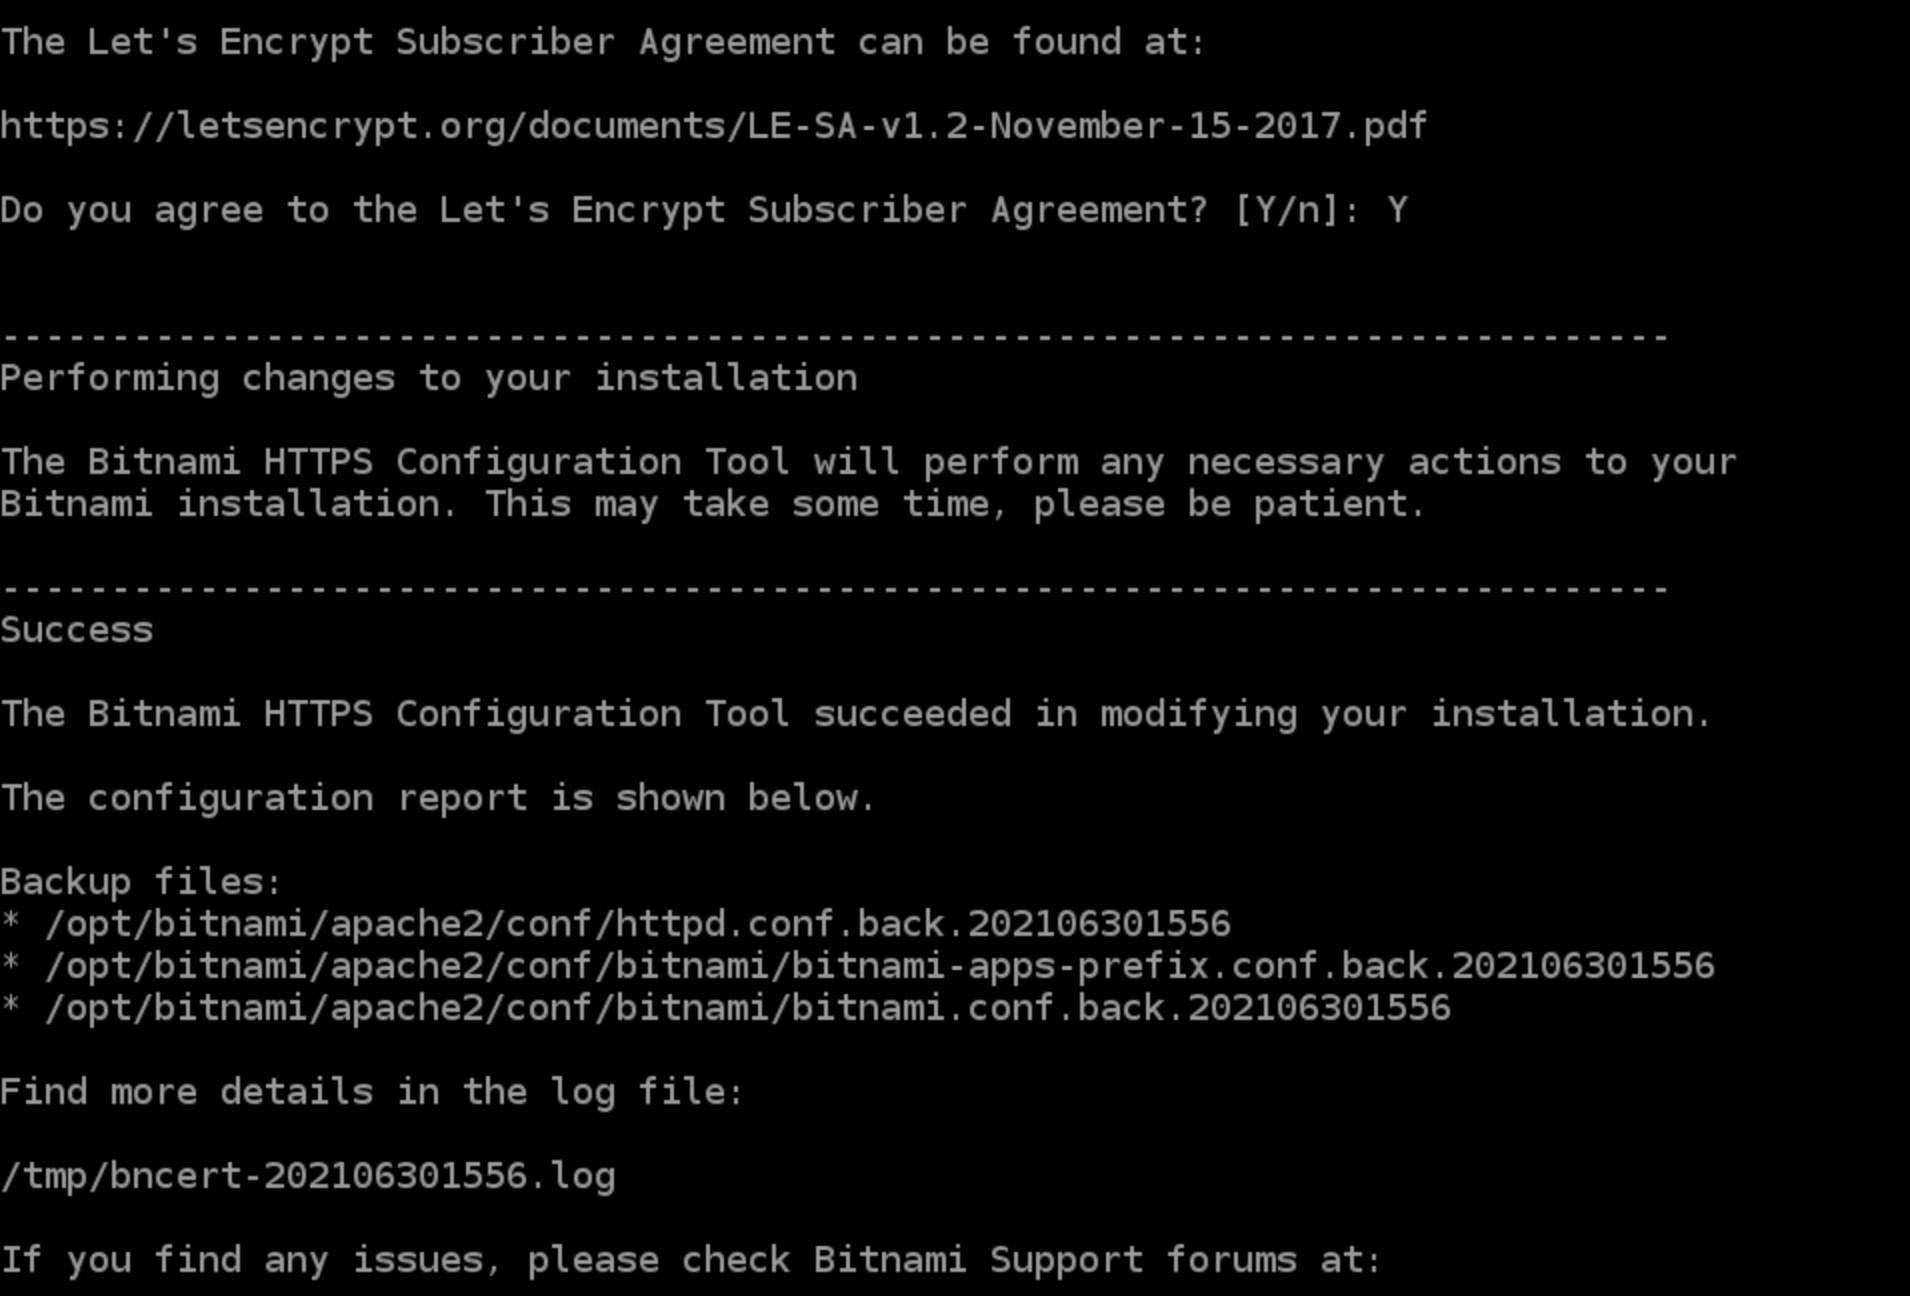 The Let's Encrypt Subscriber Agreement can be found at:
https://letsencrypt.org/documents/LE-SA-v1.2-November-15-2017.pdf
Do you agree to the Let's Encrypt Subscriber Agreement? [Y/n]: Y
----------------------------------------------------------------------------
Performing changes to your installation
The Bitnami HTTPS Configuration Tool will perform any necessary actions to your
Bitnami installation. This may take some time, please be patient.
----------------------------------------------------------------------------
Success
The Bitnami HTTPS Configuration Tool succeeded in modifying your installation.
The configuration report is shown below.
Backup files:
* /opt/bitnami/apache2/conf/httpd.conf.back.202106301556
* /opt/bitnami/apache2/conf/bitnami/bitnami-apps-prefix.conf.back.202106301556
* /opt/bitnami/apache2/conf/bitnami/bitnami.conf.back.202106301556
Find more details in the log file:
/tmp/bncert-202106301556.log
If you find any issues, please check Bitnami Support forums at: